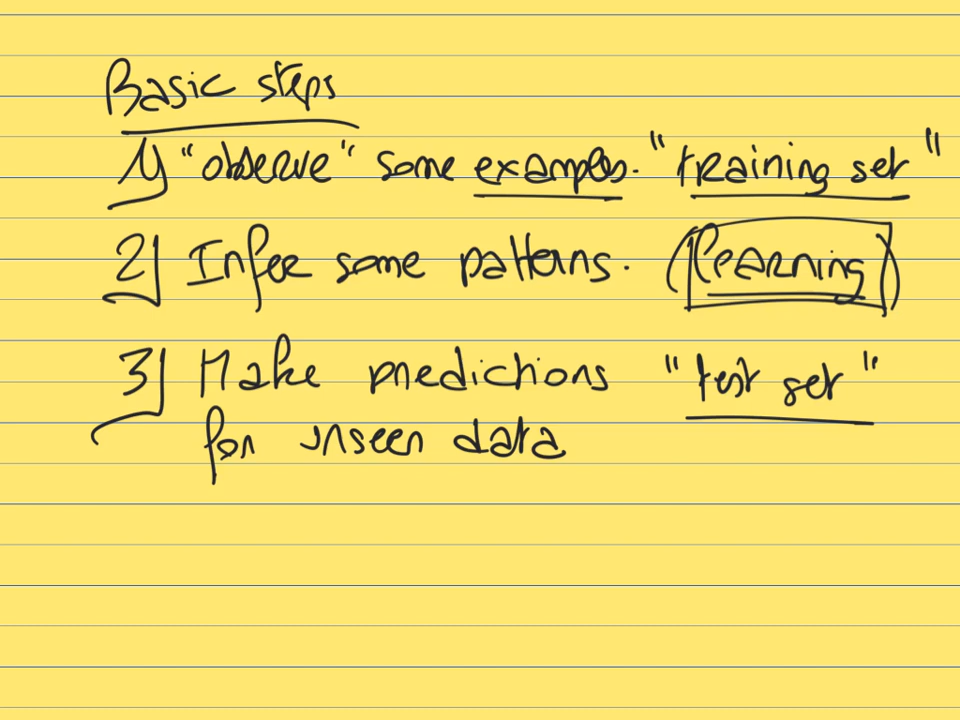 Basic steps
1) "observe" some examples. "training set"
2] Infer some patterns. (learning)
3] Make predictions "test set"
for unseen data